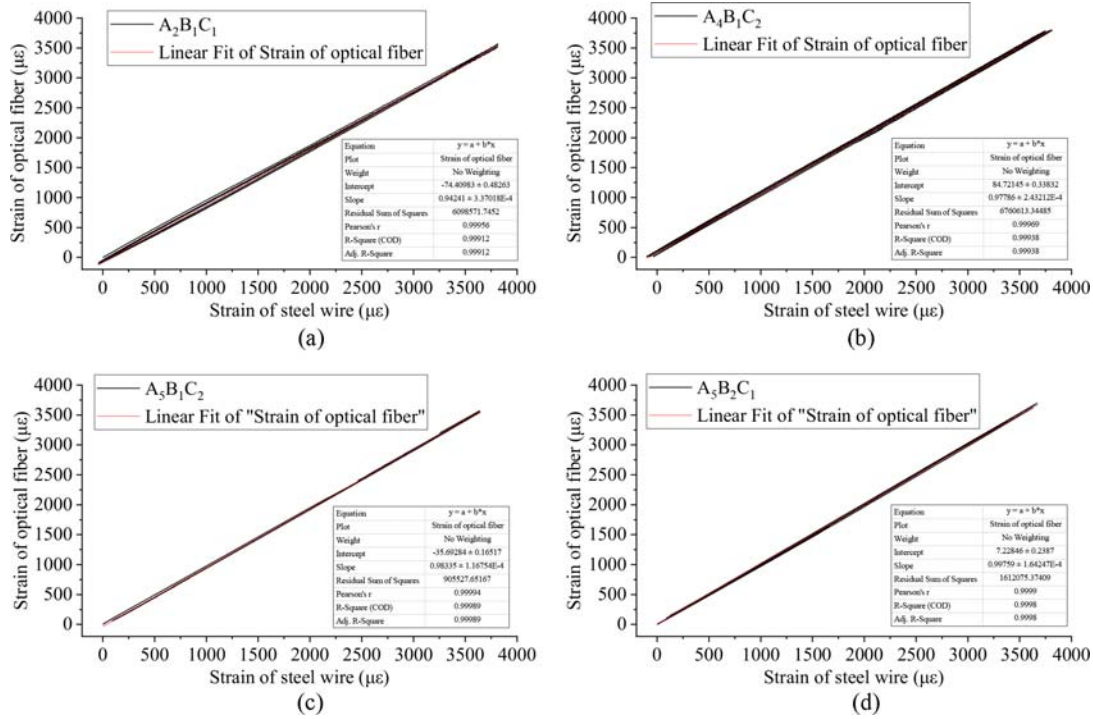 4000
3500
3000
2500
2000
1500
1000
500
0
Strain of optical fiber (με)
A₂B₁C₁
Linear Fit of Strain of optical fiber
Equation y = a + b*x
Plot Strain of optical fiber
Weight No Weighting
Intercept -74.40983 ± 0.48263
Slope 0.94241 ± 3.37018E-4
Residual Sum of Squares 6098571.7452
Pearson's r 0.99956
R-Square (COD) 0.99912
Adj. R-Square 0.99912
0 500 1000 1500 2000 2500 3000 3500 4000
Strain of steel wire (με)
(a)
4000
3500
3000
2500
2000
1500
1000
500
0
Strain of optical fiber (με)
A₄B₁C₂
Linear Fit of Strain of optical fiber
Equation y = a + b*x
Plot Strain of optical fiber
Weight No Weighting
Intercept 84.72145 ± 0.33832
Slope 0.97786 ± 2.43212E-4
Residual Sum of Squares 6760613.34485
Pearson's r 0.99969
R-Square (COD) 0.99938
Adj. R-Square 0.99938
0 500 1000 1500 2000 2500 3000 3500 4000
Strain of steel wire (με)
(b)
4000
3500
3000
2500
2000
1500
1000
500
0
Strain of optical fiber (με)
A₅B₁C₂
Linear Fit of "Strain of optical fiber"
Equation y = a + b*x
Plot Strain of optical fiber
Weight No Weighting
Intercept -35.69284 ± 0.16517
Slope 0.98335 ± 1.16754E-4
Residual Sum of Squares 905527.65167
Pearson's r 0.99994
R-Square (COD) 0.99989
Adj. R-Square 0.99989
0 500 1000 1500 2000 2500 3000 3500 4000
Strain of steel wire (με)
(c)
4000
3500
3000
2500
2000
1500
1000
500
0
Strain of optical fiber (με)
A₅B₂C₁
Linear Fit of "Strain of optical fiber"
Equation y = a + b*x
Plot Strain of optical fiber
Weight No Weighting
Intercept 7.22846 ± 0.2387
Slope 0.99759 ± 1.64247E-4
Residual Sum of Squares 1612075.37409
Pearson's r 0.9999
R-Square (COD) 0.9998
Adj. R-Square 0.9998
0 500 1000 1500 2000 2500 3000 3500 4000
Strain of steel wire (με)
(d)